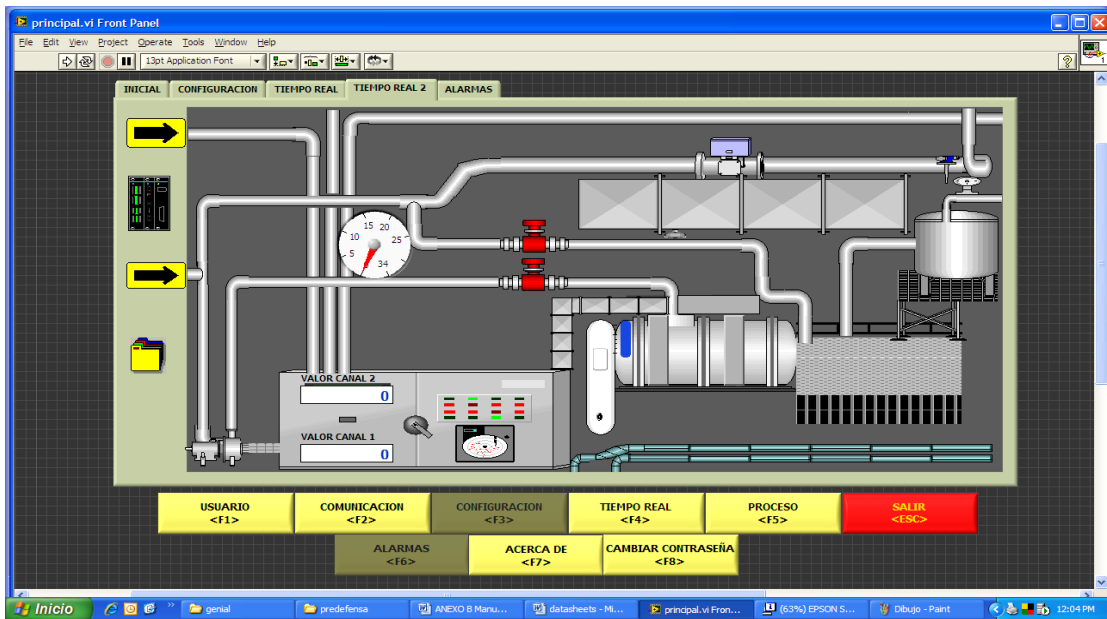 principal.vi Front Panel
File Edit View Project Operate Tools Window Help
13pt Application Font
?
1
INICIAL CONFIGURACION TIEMPO REAL TIEMPO REAL 2 ALARMAS
15 20
10 25
5 34
VALOR CANAL 2
0
VALOR CANAL 1
0
USUARIO COMUNICACION CONFIGURACION TIEMPO REAL PROCESO SALIR
<F1> <F2> <F3> <F4> <F5> <ESC>
ALARMAS ACERCA DE CAMBIAR CONTRASEÑA
<F6> <F7> <F8>
Inicio » genial predefensa ANEXO B Manu... datasheets - Mi... principal.vi Fron... (63%) EPSON S... Dibujo - Paint 12:04 PM